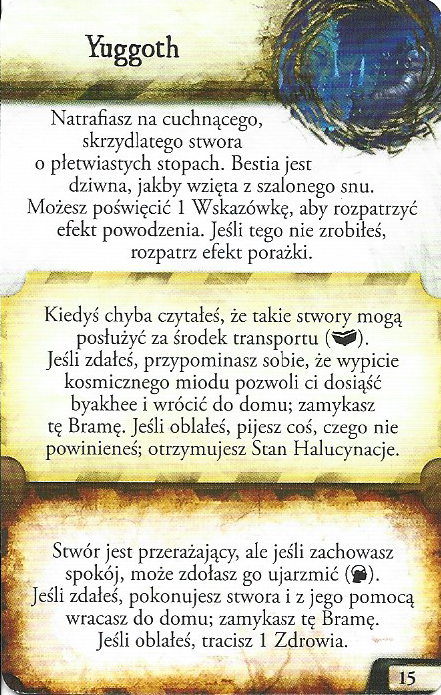 Yuggoth
Natrafiasz na cuchnącego,
skrzydlatego stwora
o płetwiastych stopach. Bestia jest
dziwna, jakby wzięta z szalonego snu.
Możesz poświęcić 1 Wskazówkę, aby rozpatrzyć
efekt powodzenia. Jeśli tego nie zrobiłeś,
rozpatrz efekt porażki.
Kiedyś chyba czytałeś, że takie stwory mogą
posłużyć za środek transportu ( ).
Jeśli zdałeś, przypominasz sobie, że wypicie
kosmicznego miodu pozwoli ci dosiąść
byakhee i wrócić do domu; zamykasz
tę Bramę. Jeśli oblałeś, pijesz coś, czego nie
powinieneś; otrzymujesz Stan Halucynacje.
Stwór jest przerażający, ale jeśli zachowasz
spokój, może zdołasz go ujarzmić ( ).
Jeśli zdałeś, pokonujesz stwora i z jego pomocą
wracasz do domu; zamykasz tę Bramę.
Jeśli oblałeś, tracisz 1 Zdrowia.
15